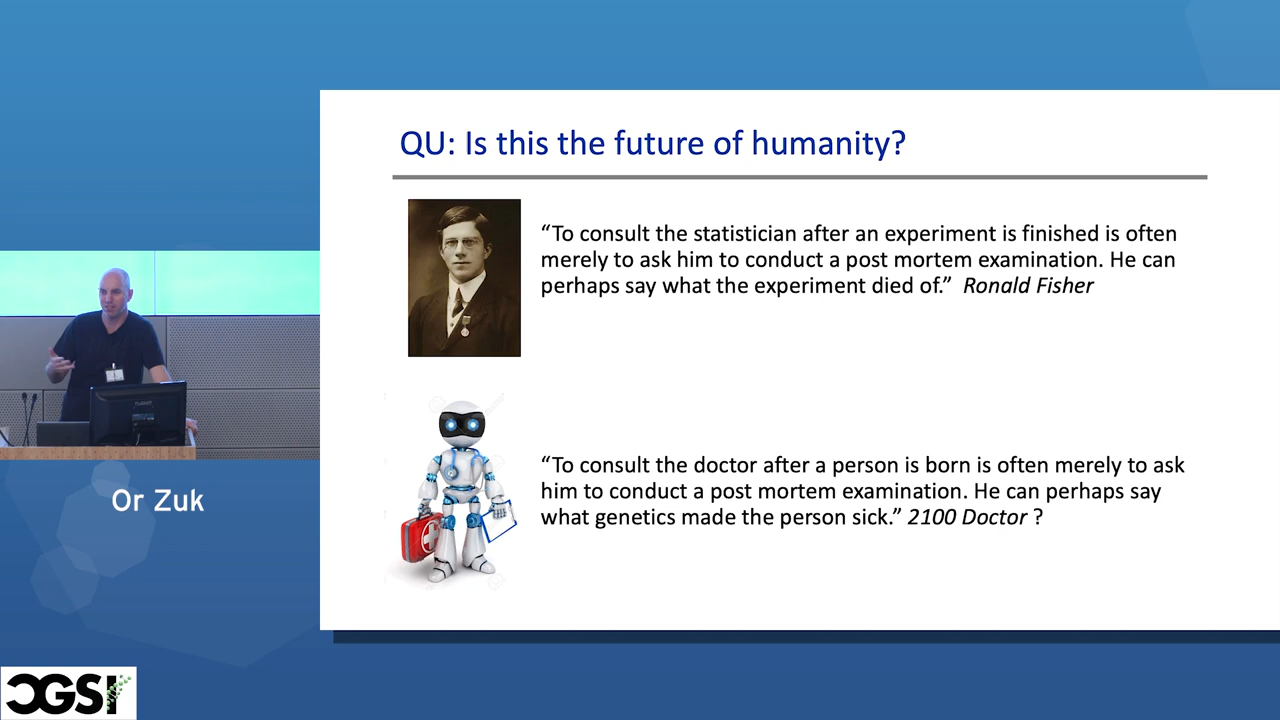 QU: Is this the future of humanity?
“To consult the statistician after an experiment is finished is often
merely to ask him to conduct a post mortem examination. He can
perhaps say what the experiment died of.” Ronald Fisher
“To consult the doctor after a person is born is often merely to ask
him to conduct a post mortem examination. He can perhaps say
what genetics made the person sick.” 2100 Doctor ?
Or Zuk
CGSI